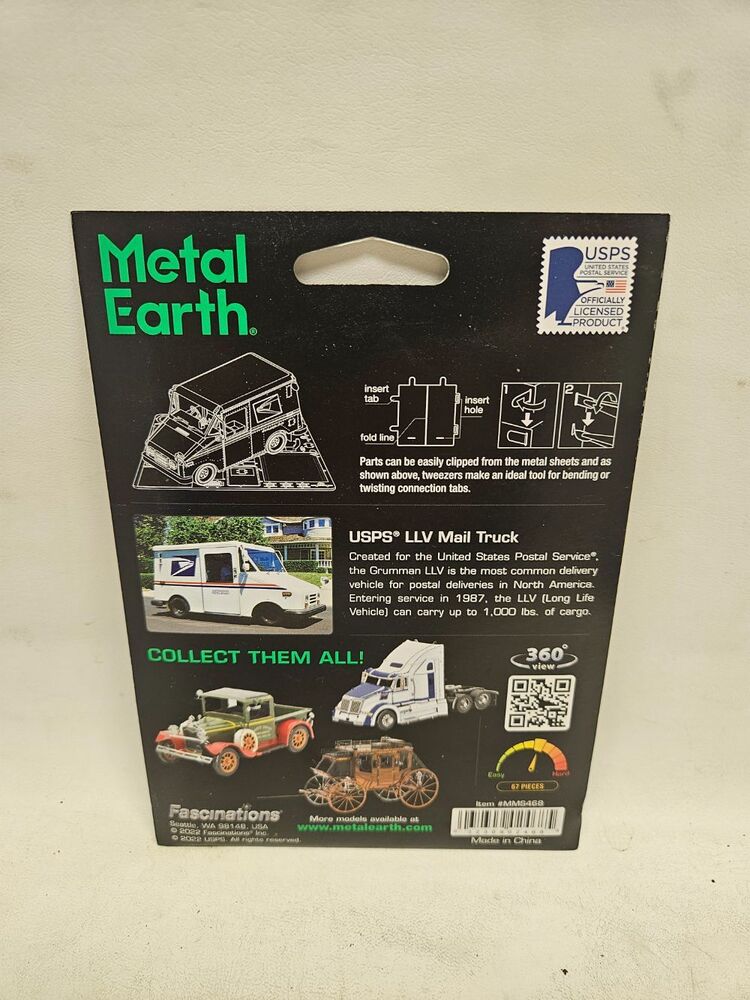 Metal
Earth®
USPS
UNITED STATES
POSTAL SERVICE
OFFICIALLY
LICENSED
PRODUCT
insert
tab
insert
hole
fold line
1
2
Parts can be easily clipped from the metal sheets and as
shown above, tweezers make an ideal tool for bending or
twisting connection tabs.
USPS® LLV Mail Truck
Created for the United States Postal Service®,
the Grumman LLV is the most common delivery
vehicle for postal deliveries in North America.
Entering service in 1987, the LLV (Long Life
Vehicle) can carry up to 1,000 lbs. of cargo.
COLLECT THEM ALL!
360°
view
Easy
Hard
67 PIECES
Item #MMS468
Fascinations®
Seattle, WA 98148, USA
© 2022 Fascinations® Inc.
© 2022 USPS. All rights reserved.
More models available at
www.metalearth.com
Made in China